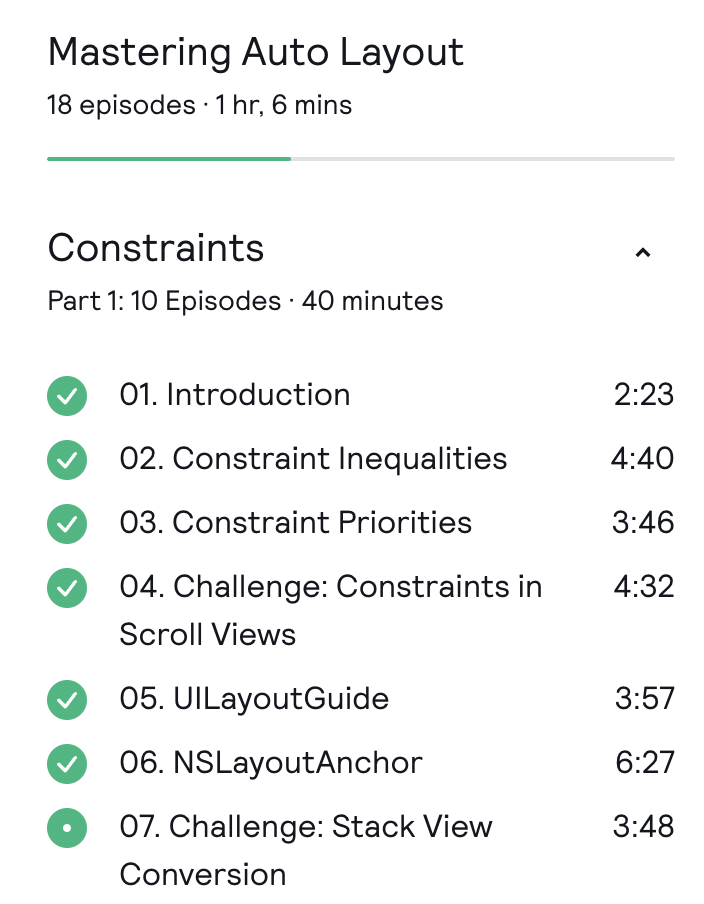 Mastering Auto Layout
18 episodes · 1 hr, 6 mins
Constraints
Part 1: 10 Episodes · 40 minutes
01. Introduction 2:23
02. Constraint Inequalities 4:40
03. Constraint Priorities 3:46
04. Challenge: Constraints in 4:32
Scroll Views
05. UILayoutGuide 3:57
06. NSLayoutAnchor 6:27
07. Challenge: Stack View 3:48
Conversion